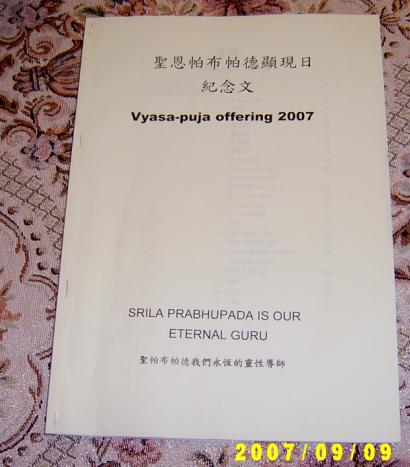 聖恩帕布帕德顯現日
紀念文
Vyasa-puja offering 2007
SRILA PRABHUPADA IS OUR
ETERNAL GURU
聖帕布帕德我們永恆的靈性導師
2007/09/09